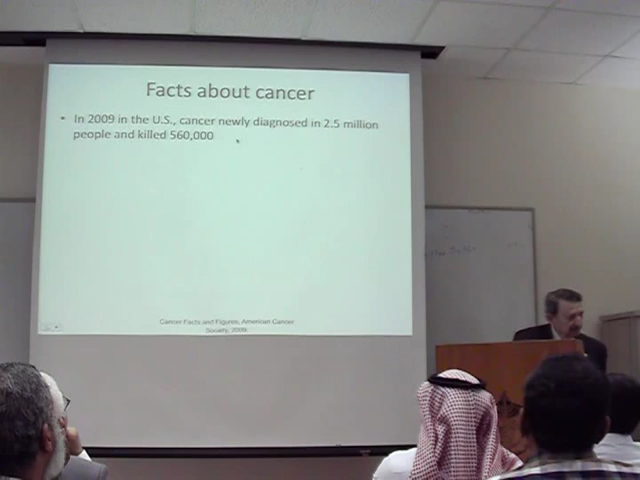 Facts about cancer
• In 2009 in the U.S., cancer newly diagnosed in 2.5 million
people and killed 560,000
Cancer Facts and Figures, American Cancer
Society, 2009.